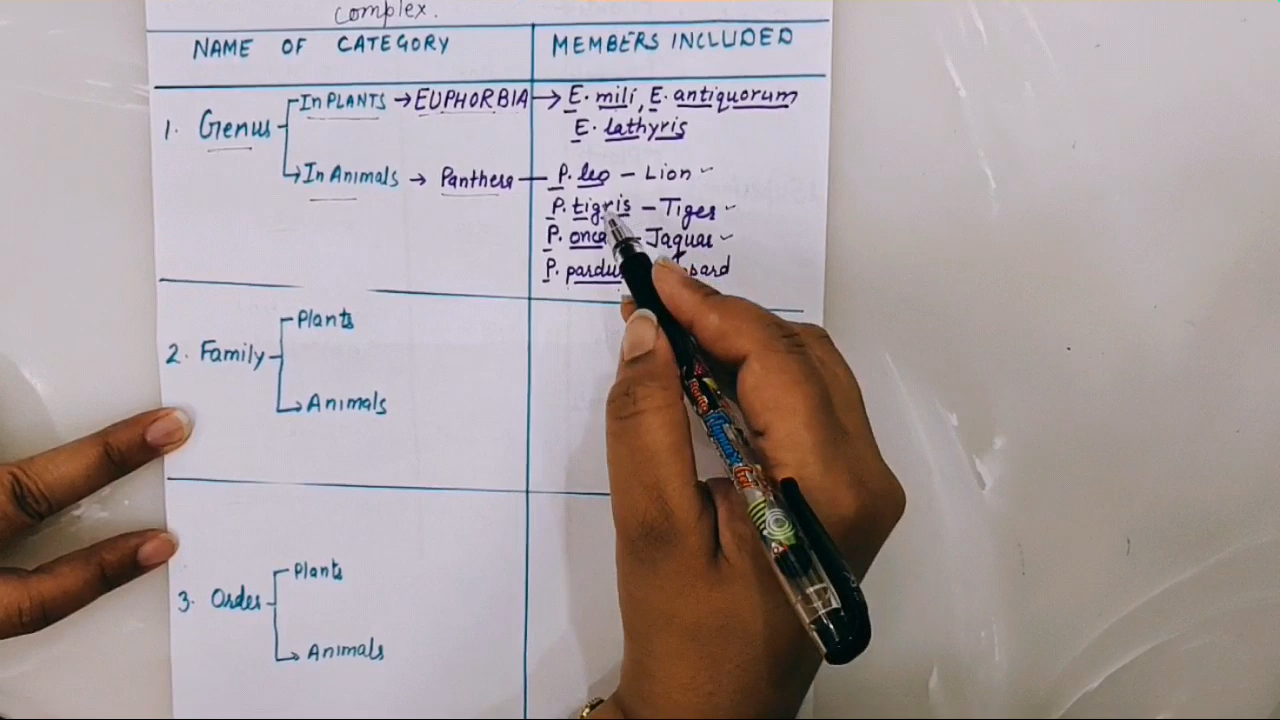 complex.
NAME OF CATEGORY MEMBERS INCLUDED
In PLANTS → EUPHORBIA → E. mili, E. antiquorum
1. Genus E. lathyris
In Animals → Panthera — P. leo – Lion
P. tigris – Tiger
P. onca – Jaguar
P. pardu
Plants
2. Family
Animals
Plants
3. Order
Animals